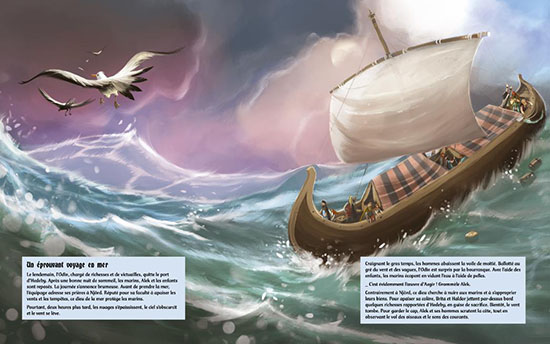 Un éprouvant voyage en mer
Le lendemain, l'Odin, chargé de richesses et de victuailles, quitte le port
d'Hedeby. Après une bonne nuit de sommeil, les marins, Alek et les enfants
sont reposés. La journée s'annonce brumeuse. Avant de prendre la mer,
l'équipage adresse ses prières à Njörd. Réputé pour sa faculté à apaiser les
vents et les tempêtes, ce dieu de la mer protège les marins.
Pourtant, deux heures plus tard, les nuages s'épaississent, le ciel s'obscurcit
et le vent se lève.
Craignant le gros temps, les hommes abaissent la voile de moitié. Ballotté au
gré du vent et des vagues, l'Odin est surpris par la bourrasque. Avec l'aide des
enfants, les marins écopent en vidant l'eau à l'aide de pelles.
_ C'est évidemment l'œuvre d'Aegir ! Grommèle Alek.
Contrairement à Njörd, ce dieu cherche à nuire aux marins et à s'approprier
leurs biens. Pour apaiser sa colère, Brita et Halder jettent par-dessus bord
quelques richesses rapportées d'Hedeby, en guise de sacrifice. Bientôt, le vent
tombe. Pour garder le cap, Alek et ses hommes scrutent la côte, tout en
observant le vol des oiseaux et le sens des courants.